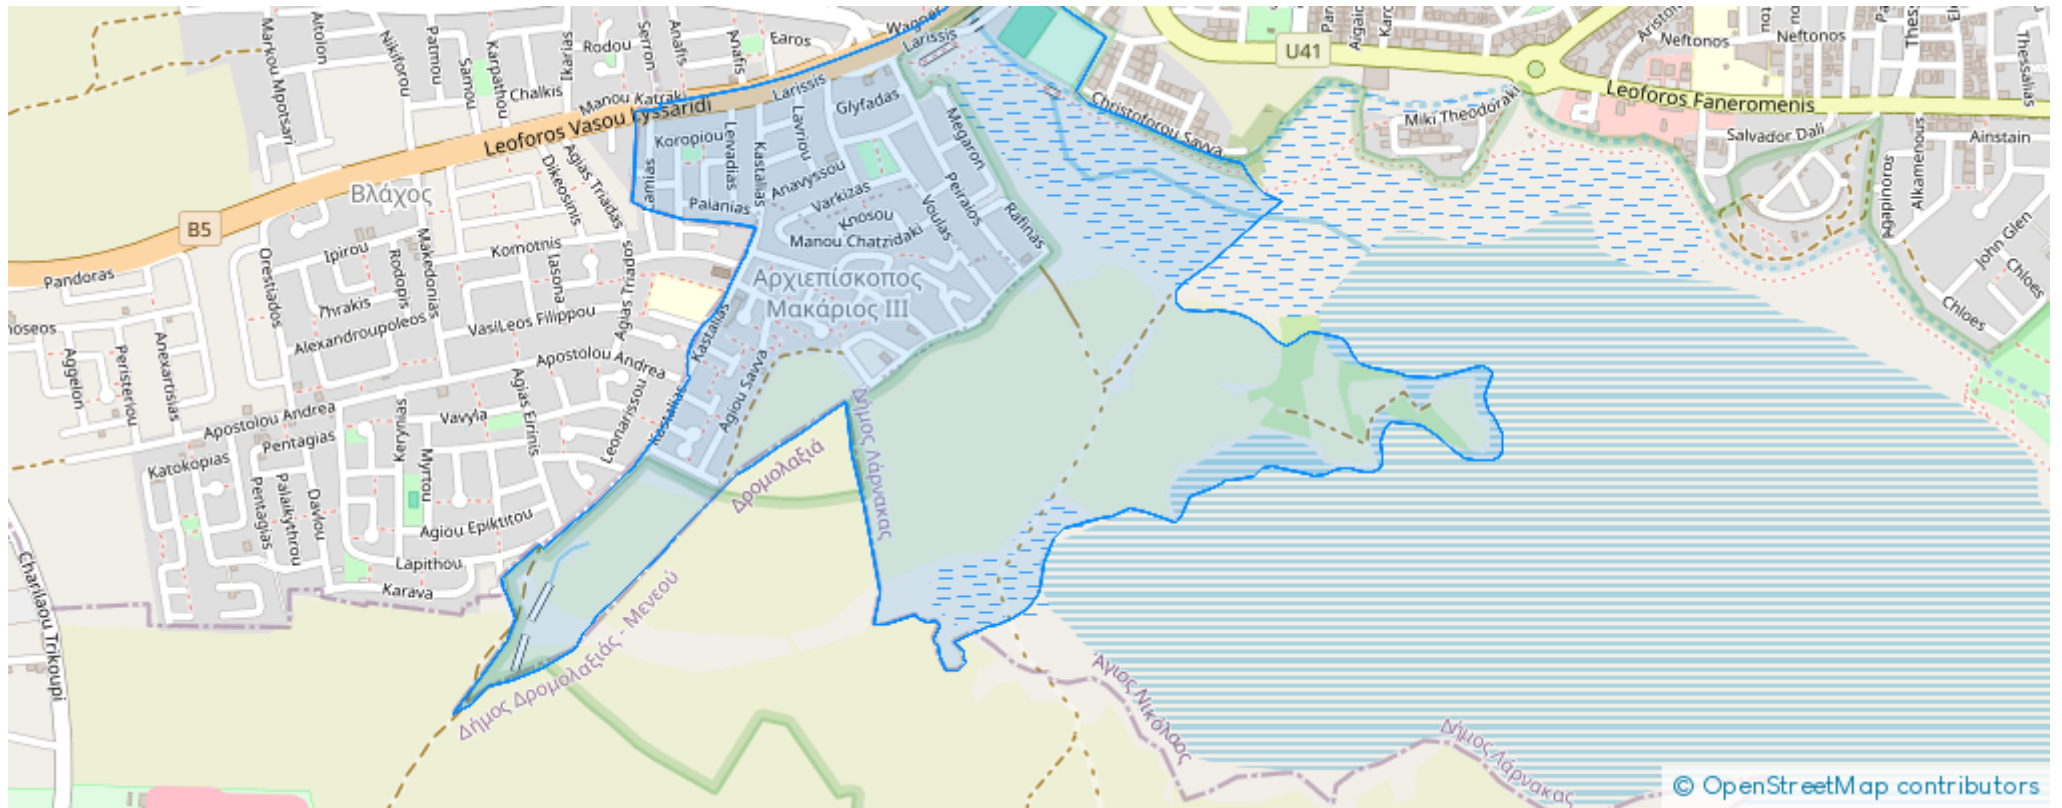 Markou Mpotsari
Aitolon
Nikiforou
Patmou
Samou
Karpathou
Chalkis
Ikarias
Rodou
Serron
Anafis
Anafis
Earos
Wagner
Larissis
Larissis
Manou Katraki
Leoforos Vasou Lyssaridi
Glyfadas
Lavriou
Koropiou
Levadias
Kastalias
Anavyssou
Varkizas
Palanias
Knosou
Manou Chatzidaki
Voulas
Peiraios
Megaron
Rafinas
Αρχιεπίσκοπος
Μακάριος III
Christoforou Savva
U41
Miki Theodoraki
Leoforos Faneromenis
Neftonos
Neftonos
Salvador Dali
Ainstain
Thessalias
Alkamenous
Agapinoros
John Glen
Chloes
Chloes
B5
Βλάχος
Pandoras
Dikeosinis
Agias Triadas
Orestiados
Ipirou
Rodopis
Makedonias
Komotnis
Iasona
Agias Triados
Thrakis
Alexandroupoleos
VasiLeos Filippou
Kastalias
Kastalias
Apostolou Andrea
Apostolou Andrea
Aggelon
Peristeriou
Anexartisias
Pentagias
Katokopias
Pentagias
Palaikythrou
Davlou
Kerynias
Myrtou
Vavyla
Agias Eirinis
Leonarissou
Agiou Savva
Agiou Epiktitou
Lapithou
Karava
Charilaou Trikoupi
Δρομολαξιά
Δήμος Λάρνακας
Δήμος Δρομολαξιάς - Μενεού
Άγιος Νικόλαος
Δήμος Λάρνακας
© OpenStreetMap contributors